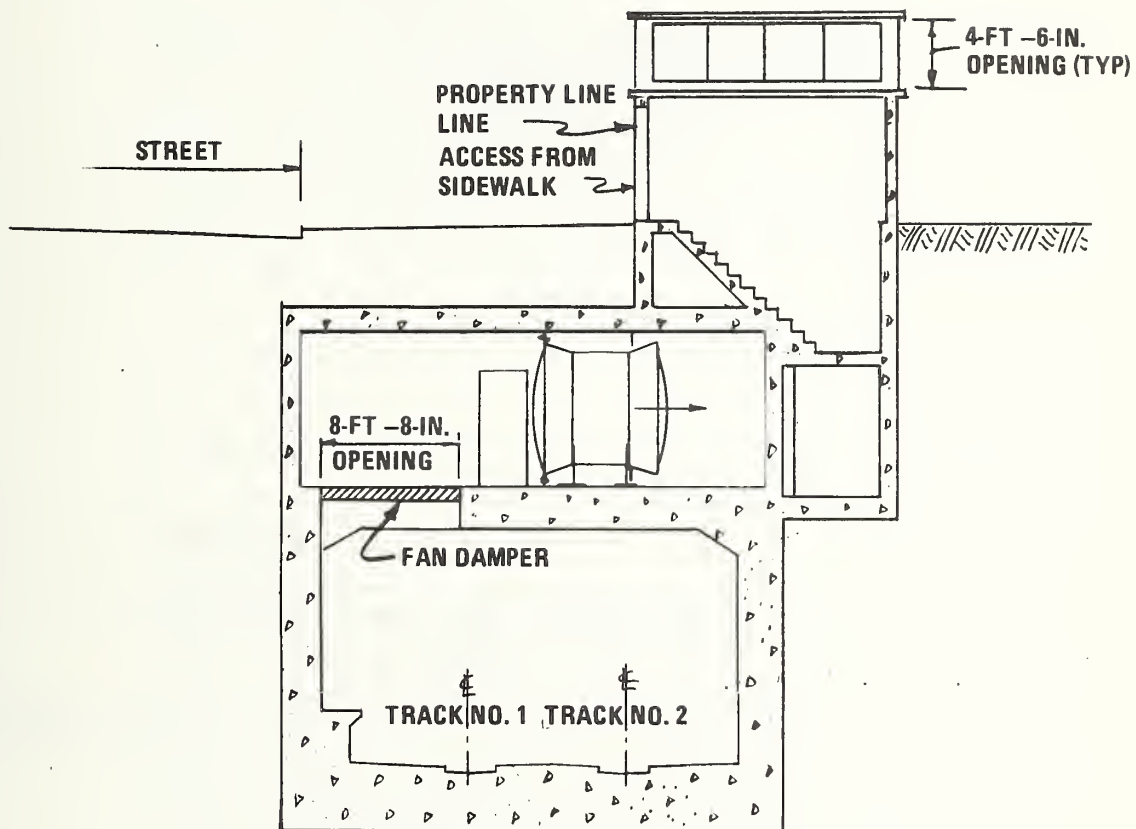 4-FT –6-IN.
OPENING (TYP)
PROPERTY LINE
LINE
ACCESS FROM
SIDEWALK
STREET
8-FT –8-IN.
OPENING
FAN DAMPER
℄ ℄
TRACK NO. 1 TRACK NO. 2